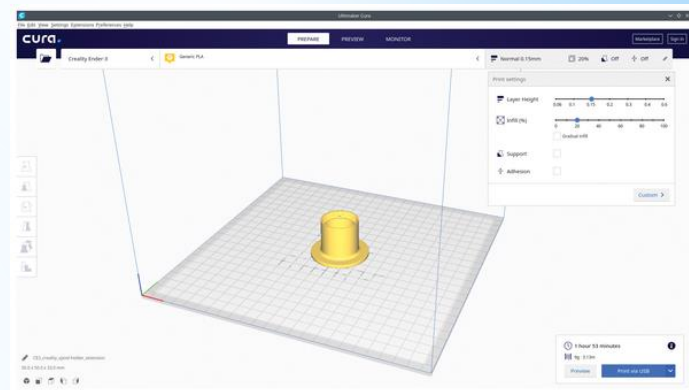 Ultimaker Cura
File Edit View Settings Extensions Preferences Help
cura.
PREPARE PREVIEW MONITOR
Marketplace Sign in
Creality Ender-3
Generic PLA
Normal 0.15mm 20% Off Off
Print settings
Layer Height
0.06 0.1 0.15 0.2 0.3 0.4 0.6
Infill (%)
0 20 40 60 80 100
Gradual infill
Support
Adhesion
Custom
1 hour 53 minutes
Preview Print via USB